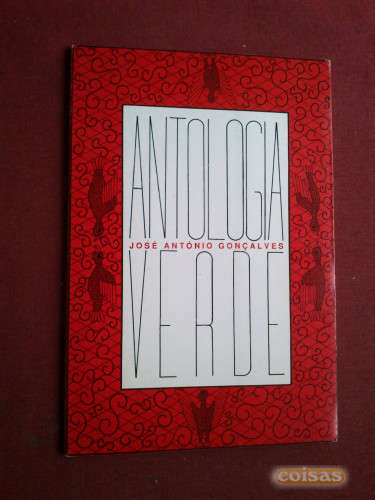 ANTOLOGIA
JOSÉ ANTÓNIO GONÇALVES
VERDE
coisas